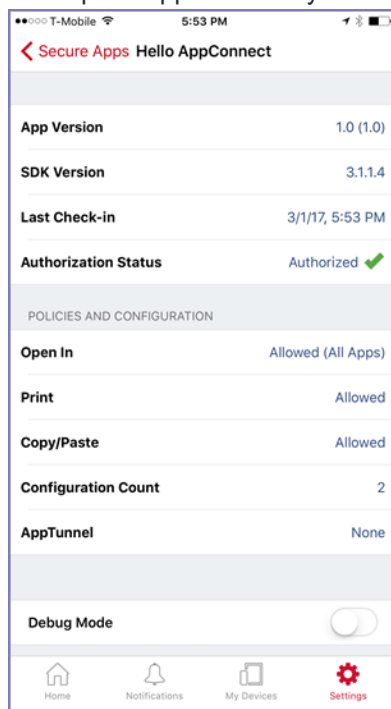 T-Mobile 5:53 PM
Secure Apps Hello AppConnect
App Version 1.0 (1.0)
SDK Version 3.1.1.4
Last Check-in 3/1/17, 5:53 PM
Authorization Status Authorized
POLICIES AND CONFIGURATION
Open In Allowed (All Apps)
Print Allowed
Copy/Paste Allowed
Configuration Count 2
AppTunnel None
Debug Mode
Home Notifications My Devices Settings